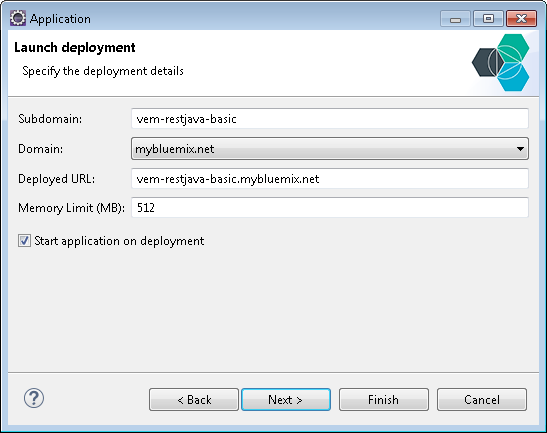 Application
Launch deployment
Specify the deployment details
Subdomain: vem-restjava-basic
Domain: mybluemix.net
Deployed URL: vem-restjava-basic.mybluemix.net
Memory Limit (MB): 512
Start application on deployment
? < Back Next > Finish Cancel